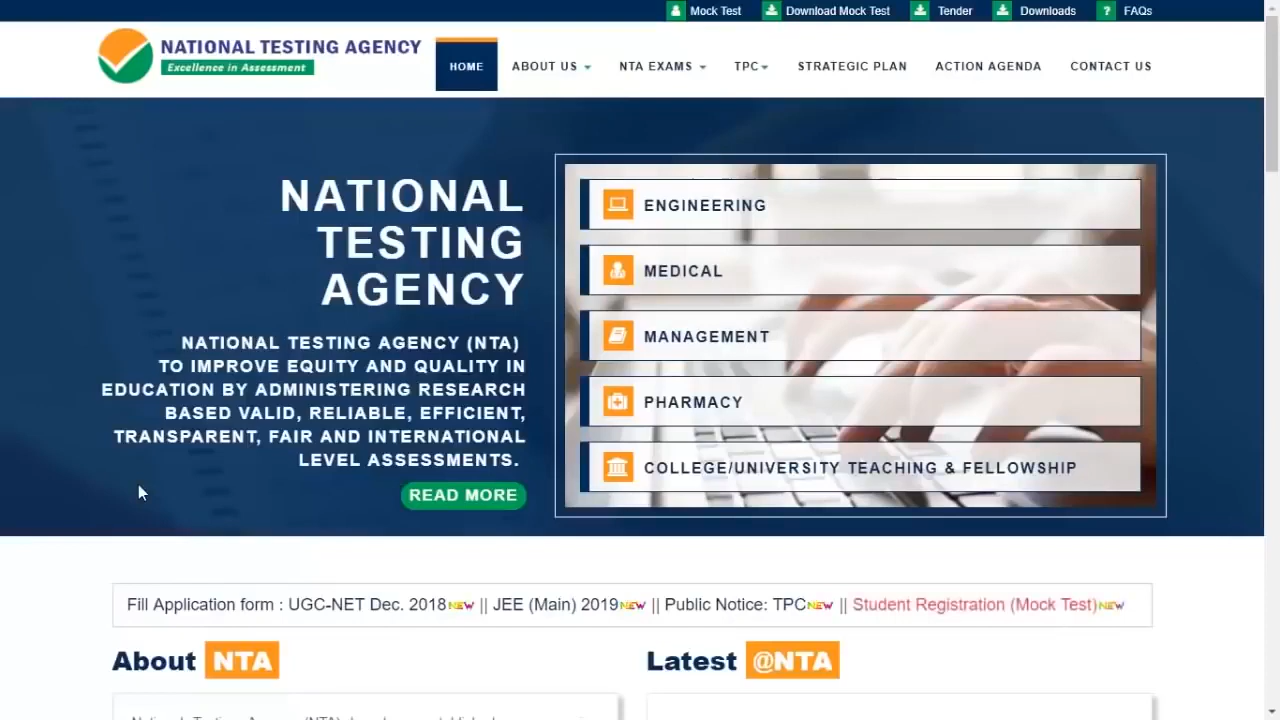 Mock Test Download Mock Test Tender Downloads ? FAQs
NATIONAL TESTING AGENCY
Excellence in Assessment
HOME ABOUT US NTA EXAMS TPC STRATEGIC PLAN ACTION AGENDA CONTACT US
NATIONAL
TESTING
AGENCY
NATIONAL TESTING AGENCY (NTA)
TO IMPROVE EQUITY AND QUALITY IN
EDUCATION BY ADMINISTERING RESEARCH
BASED VALID, RELIABLE, EFFICIENT,
TRANSPARENT, FAIR AND INTERNATIONAL
LEVEL ASSESSMENTS.
READ MORE
ENGINEERING
MEDICAL
MANAGEMENT
PHARMACY
COLLEGE/UNIVERSITY TEACHING & FELLOWSHIP
Fill Application form : UGC-NET Dec. 2018 NEW || JEE (Main) 2019 NEW || Public Notice: TPC NEW || Student Registration (Mock Test) NEW
About NTA
Latest @NTA